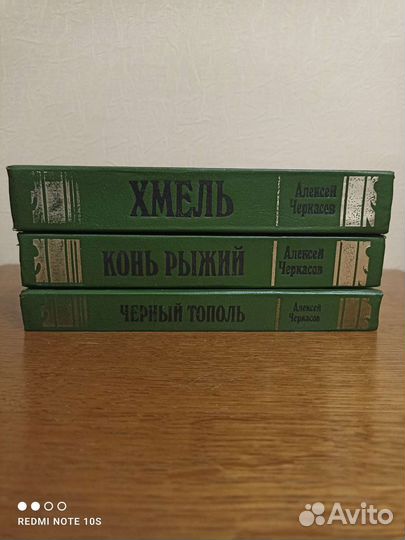 ХМЕЛЬ
Алексей
Черкасов
КОНЬ РЫЖИЙ
Алексей
Черкасов
ЧЕРНЫЙ ТОПОЛЬ
Алексей
Черкасов
REDMI NOTE 10S
Avito